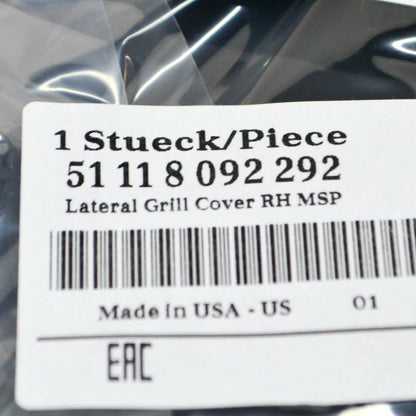 1 Stueck/Piece
51 11 8 092 292
Lateral Grill Cover RH MSP
Made in USA - US 01
EAC